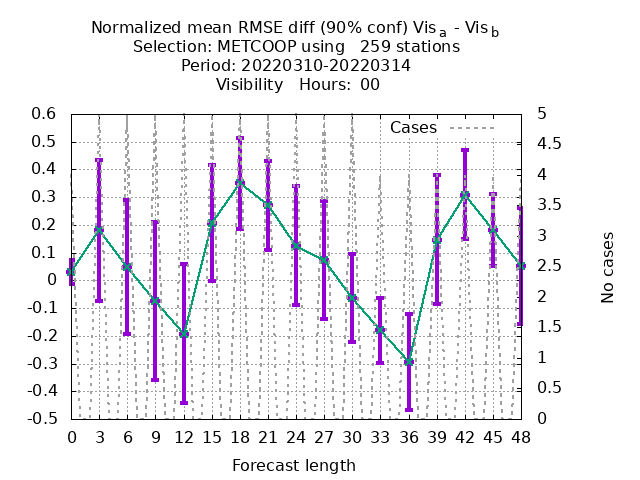 Normalized mean RMSE diff (90% conf) Vis a - Vis b
Selection: METCOOP using 259 stations
Period: 20220310-20220314
Visibility Hours: 00
Cases
0.6
0.5
0.4
0.3
0.2
0.1
0
-0.1
-0.2
-0.3
-0.4
-0.5
5
4.5
4
3.5
3
2.5
2
1.5
1
0.5
0
No cases
0 3 6 9 12 15 18 21 24 27 30 33 36 39 42 45 48
Forecast length